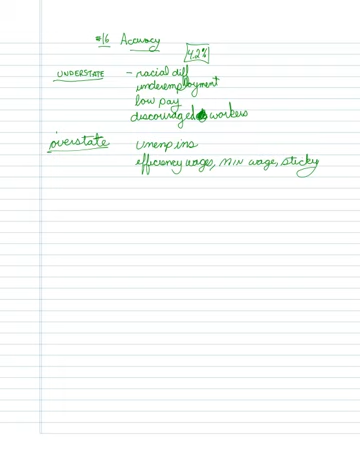 #16 Accuracy
4.2%
UNDERSTATE - racial diff
underemployment
low pay
discouraged workers
overstate unemp ins
efficiency wages, MIN. wage, sticky